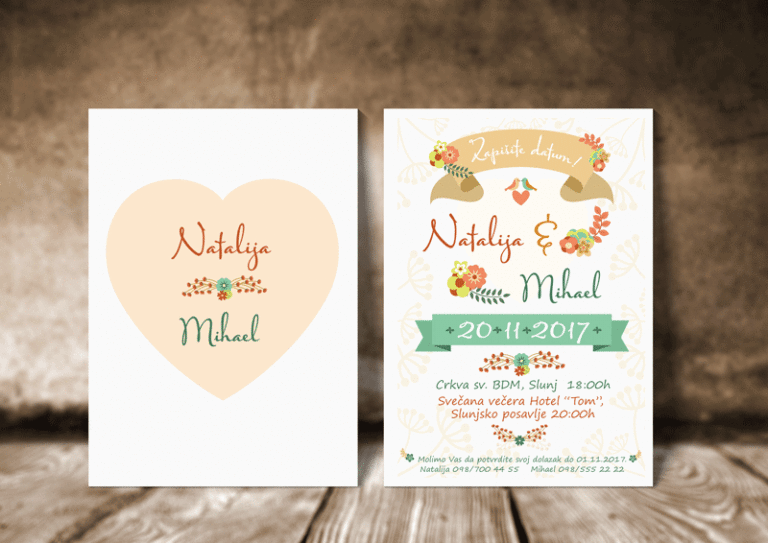 Natalija
Mihael
Zapišite datum!
Natalija &
Mihael
20•11•2017
Crkva sv. BDM, Slunj 18:00h
Svečana večera Hotel "Tom",
Slunjsko posavlje 20:00h
Molimo Vas da potvrdite svoj dolazak do 01.11.2017.
Natalija 098/700 44 55 Mihael 098/555 22 22